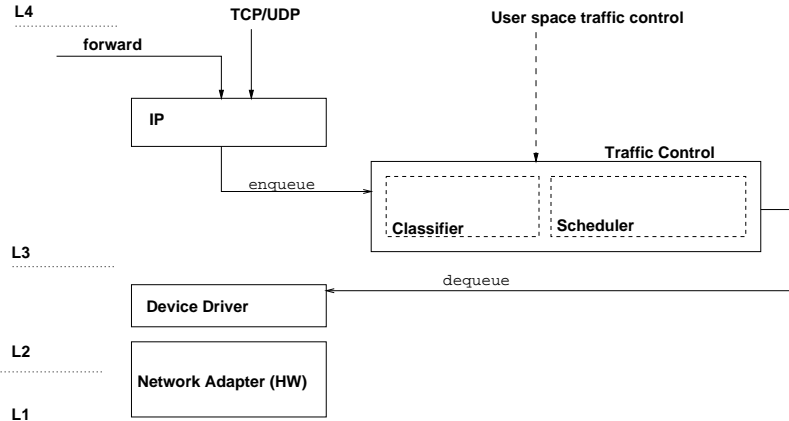 L4
TCP/UDP
User space traffic control
forward
IP
Traffic Control
enqueue
Classifier
Scheduler
L3
dequeue
Device Driver
L2
Network Adapter (HW)
L1